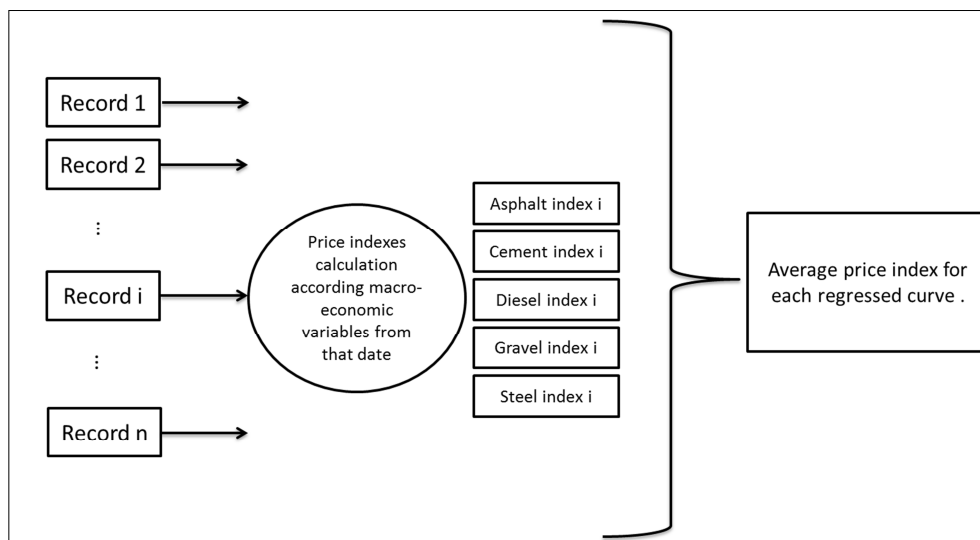 Record 1
Record 2
⋮
Record i
⋮
Record n
Price indexes
calculation
according macro-
economic
variables from
that date
Asphalt index i
Cement index i
Diesel index i
Gravel index i
Steel index i
Average price index for
each regressed curve .